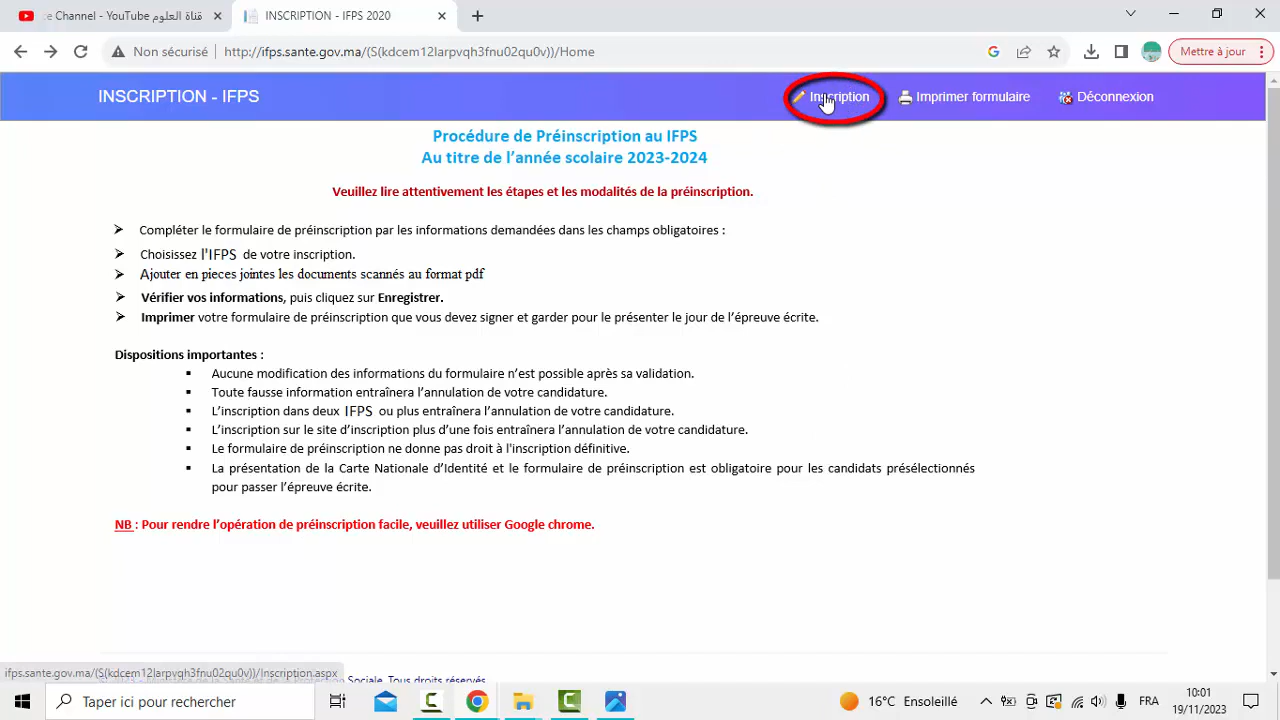 ce Channel - YouTube قناة العلوم
INSCRIPTION - IFPS 2020
Non sécurisé
http://ifps.sante.gov.ma/(S(kdcem12larpvqh3fnu02qu0v))/Home
Mettre à jour
INSCRIPTION - IFPS
Inscription
Imprimer formulaire
Déconnexion
Procédure de Préinscription au IFPS
Au titre de l’année scolaire 2023-2024
Veuillez lire attentivement les étapes et les modalités de la préinscription.
Compléter le formulaire de préinscription par les informations demandées dans les champs obligatoires :
Choisissez l'IFPS de votre inscription.
Ajouter en pieces jointes les documents scannés au format pdf
Vérifier vos informations, puis cliquez sur Enregistrer.
Imprimer votre formulaire de préinscription que vous devez signer et garder pour le présenter le jour de l’épreuve écrite.
Dispositions importantes :
Aucune modification des informations du formulaire n’est possible après sa validation.
Toute fausse information entraînera l’annulation de votre candidature.
L’inscription dans deux IFPS ou plus entraînera l’annulation de votre candidature.
L’inscription sur le site d’inscription plus d’une fois entraînera l’annulation de votre candidature.
Le formulaire de préinscription ne donne pas droit à l'inscription définitive.
La présentation de la Carte Nationale d’Identité et le formulaire de préinscription est obligatoire pour les candidats présélectionnés
pour passer l’épreuve écrite.
NB : Pour rendre l’opération de préinscription facile, veuillez utiliser Google chrome.
ifps.sante.gov.ma/(S(kdcem12larpvqh3fnu02qu0v))/Inscription.aspx
Sociale. Tous droits réservés
Taper ici pour rechercher
16°C Ensoleillé
FRA
10:01
19/11/2023